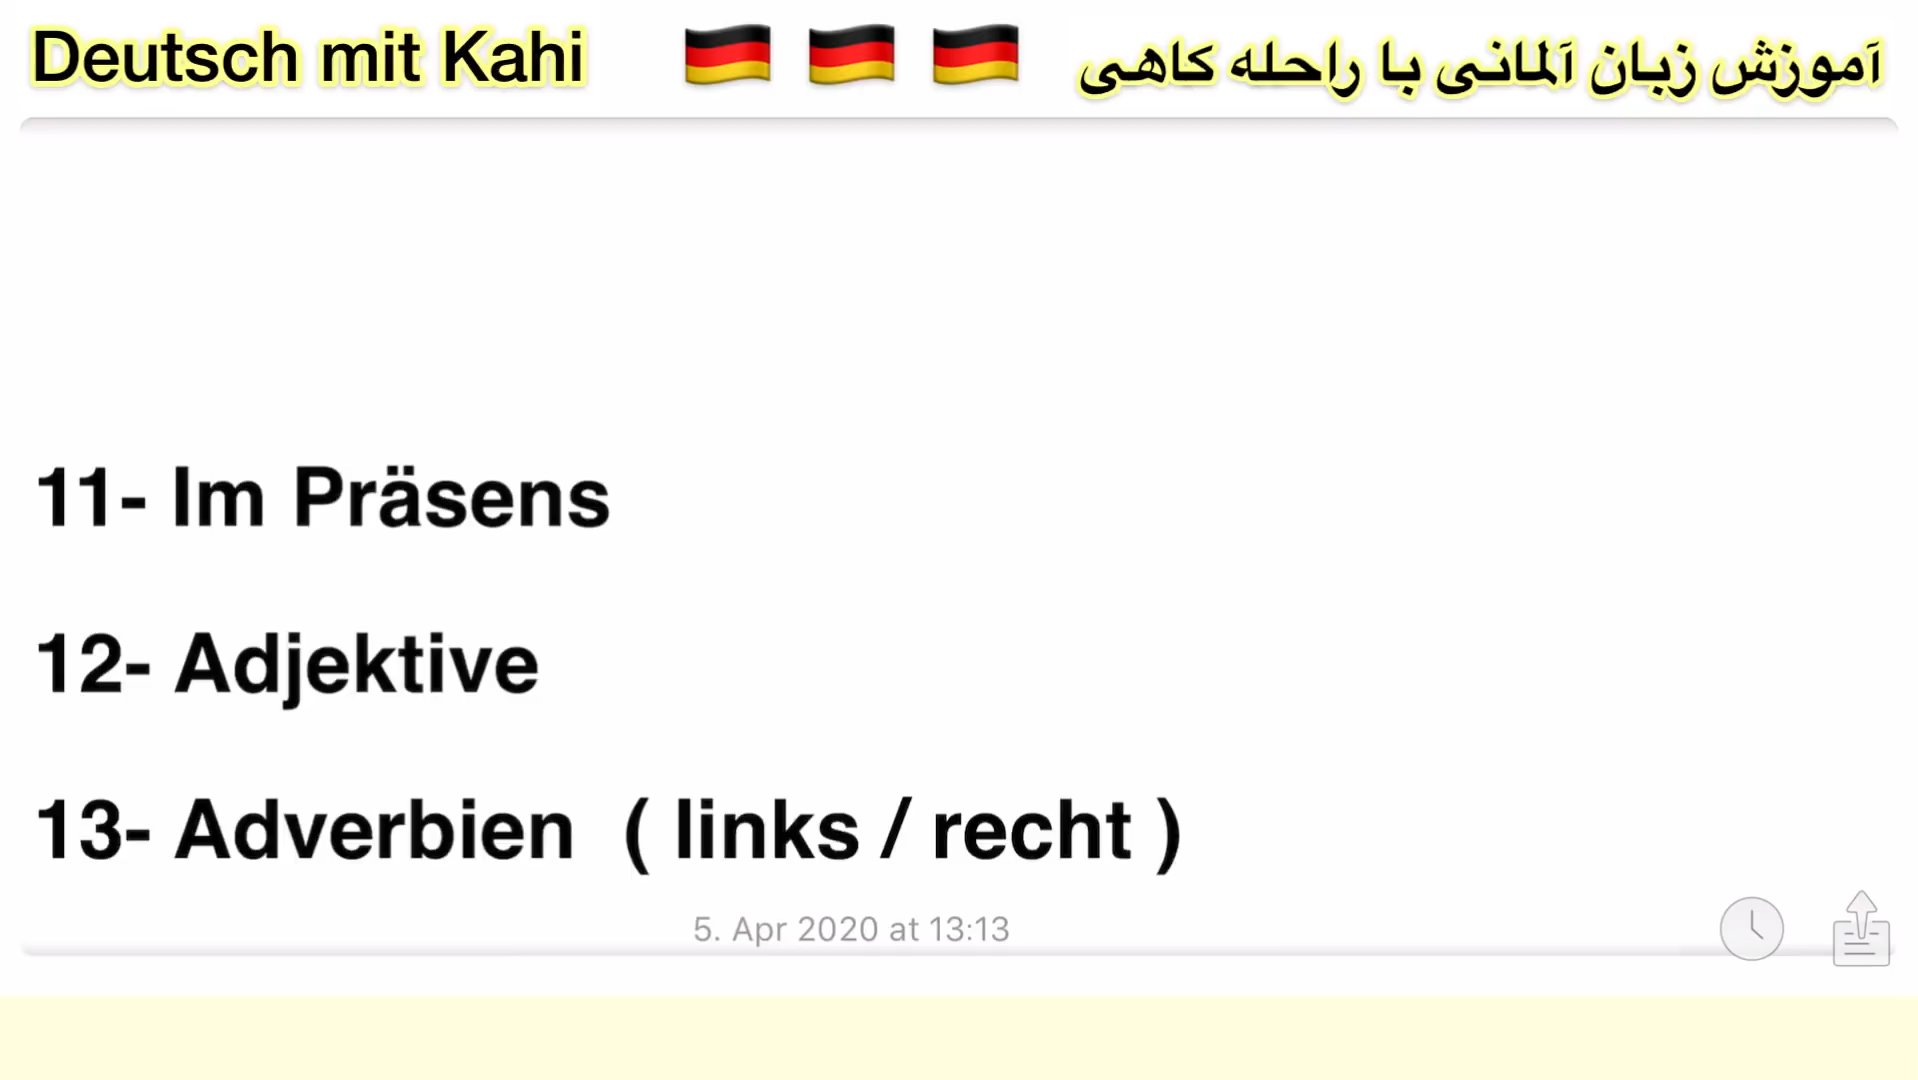 Deutsch mit Kahi 🇩🇪 🇩🇪 🇩🇪 آموزش زبان آلمانی با راحله کاهی
11- Im Präsens
12- Adjektive
13- Adverbien ( links / recht )
5. Apr 2020 at 13:13